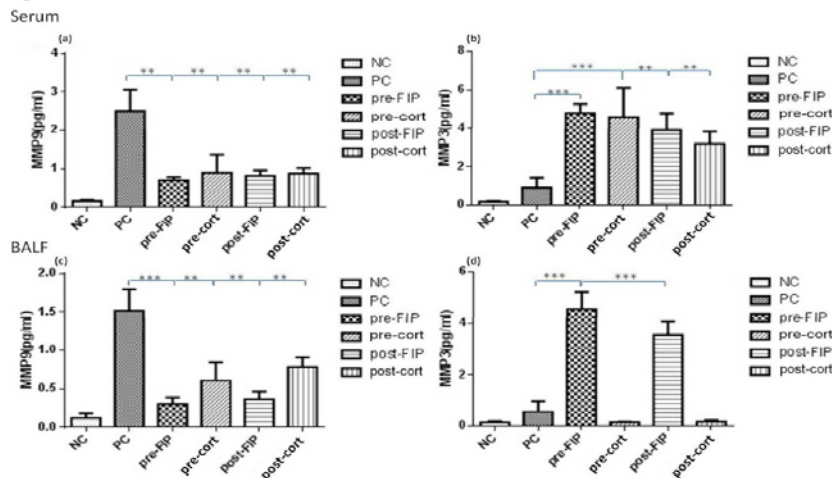 Serum
(a)
MMP9(pg/ml)
4
3
2
1
0
** ** ** **
NC
PC
pre-FIP
pre-cort
post-FIP
post-cort
NC
PC
pre-FIP
pre-cort
post-FIP
post-cort
(b)
MMP3(pg/ml)
8
6
4
2
0
*** ** **
***
NC
PC
pre-FIP
pre-cort
post-FIP
post-cort
NC
PC
pre-FIP
pre-cort
post-FIP
post-cort
BALF
(c)
MMP9(pg/ml)
2.0
1.5
1.0
0.5
0.0
*** ** ** **
NC
PC
pre-FIP
pre-cort
post-FIP
post-cort
NC
PC
pre-FIP
pre-cort
post-FIP
post-cort
(d)
MMP3(pg/ml)
6
4
2
0
*** ***
NC
PC
pre-FIP
pre-cort
post-FIP
post-cort
NC
PC
pre-FIP
pre-cort
post-FIP
post-cort